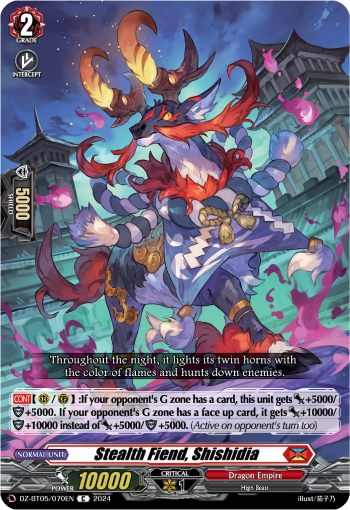 2
GRADE
INTERCEPT
5000
SHIELD
Throughout the night, it lights its twin horns with
the color of flames and hunts down enemies.
CONT【 / 】:If your opponent's G zone has a card, this unit gets +5000/
+5000. If your opponent's G zone has a face up card, it gets +10000/
+10000 instead of +5000/ +5000. (Active on opponent's turn too)
NORMAL UNIT
Stealth Fiend, Shishidia
POWER 10000
CRITICAL
1
Dragon Empire
High Beast
DZ-BT05/070EN C 2024
illust/茄子乃